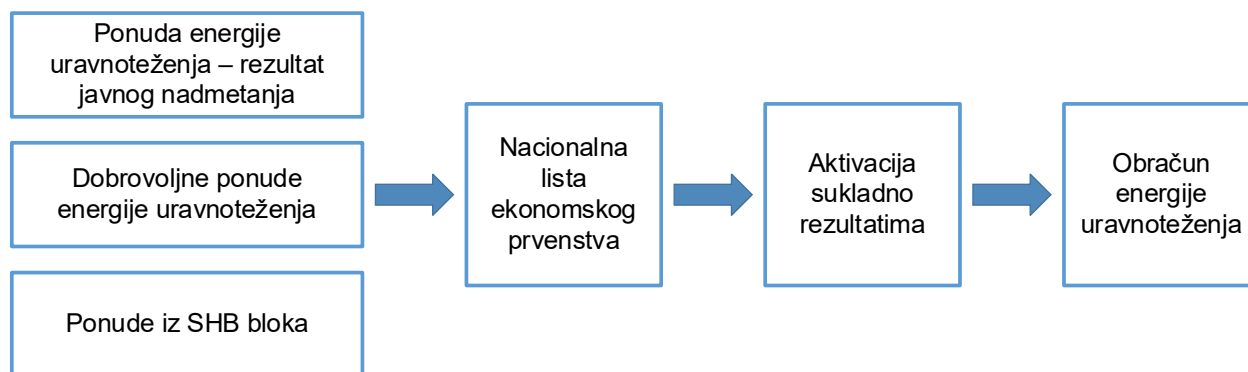 Ponuda energije
uravnoteženja – rezultat
javnog nadmetanja
Dobrovoljne ponude
energije uravnoteženja
Ponude iz SHB bloka
Nacionalna
lista
ekonomskog
prvenstva
Aktivacija
sukladno
rezultatima
Obračun
energije
uravnoteženja